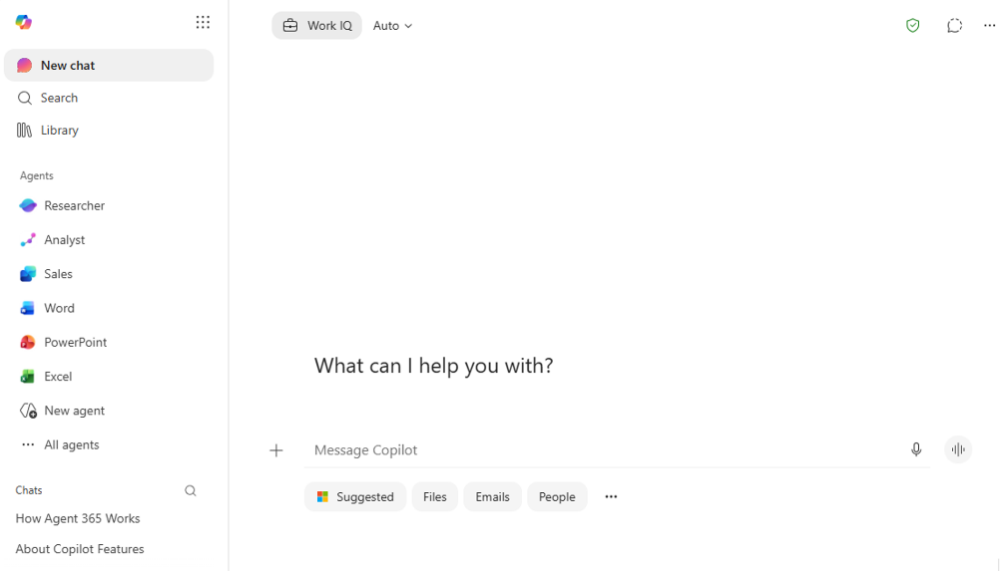 New chat
Search
Library
Agents
Researcher
Analyst
Sales
Word
PowerPoint
Excel
New agent
All agents
Chats
How Agent 365 Works
About Copilot Features
Work IQ
Auto
What can I help you with?
Message Copilot
Suggested
Files
Emails
People